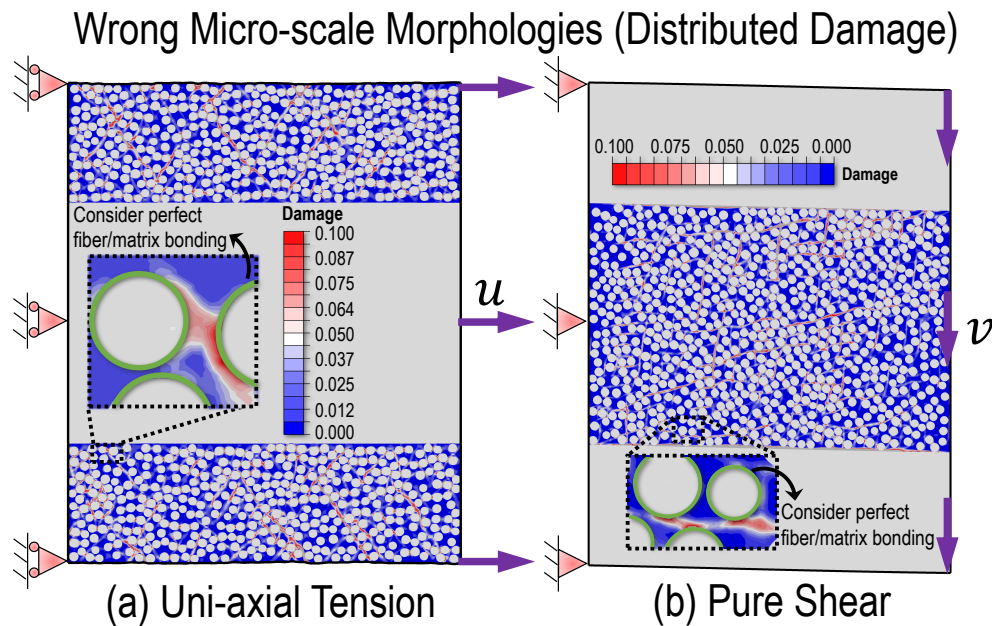 Wrong Micro-scale Morphologies (Distributed Damage)
Consider perfect
fiber/matrix bonding
Damage
0.100
0.087
0.075
0.064
0.050
0.037
0.025
0.012
0.000
u
(a) Uni-axial Tension
0.100 0.075 0.050 0.025 0.000
Damage
v
Consider perfect
fiber/matrix bonding
(b) Pure Shear